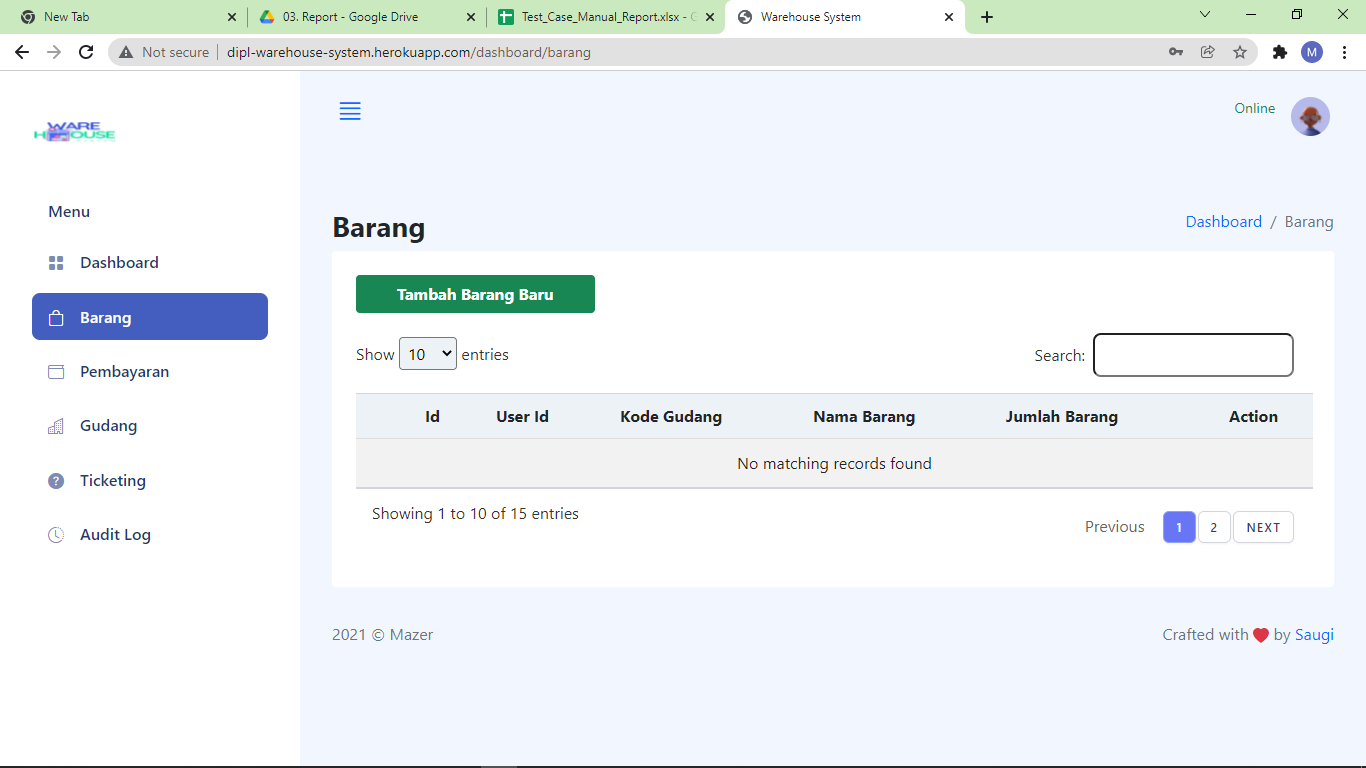 New Tab
03. Report - Google Drive
Test_Case_Manual_Report.xlsx - G
Warehouse System
Not secure
dipl-warehouse-system.herokuapp.com/dashboard/barang
M
WARE
HOUSE
Online
Menu
Barang
Dashboard / Barang
Dashboard
Tambah Barang Baru
Barang
Show 10 entries
Search:
Pembayaran
Id User Id Kode Gudang Nama Barang Jumlah Barang Action
Gudang
No matching records found
Ticketing
Showing 1 to 10 of 15 entries
Previous 1 2 NEXT
Audit Log
2021 © Mazer
Crafted with ❤ by Saugi